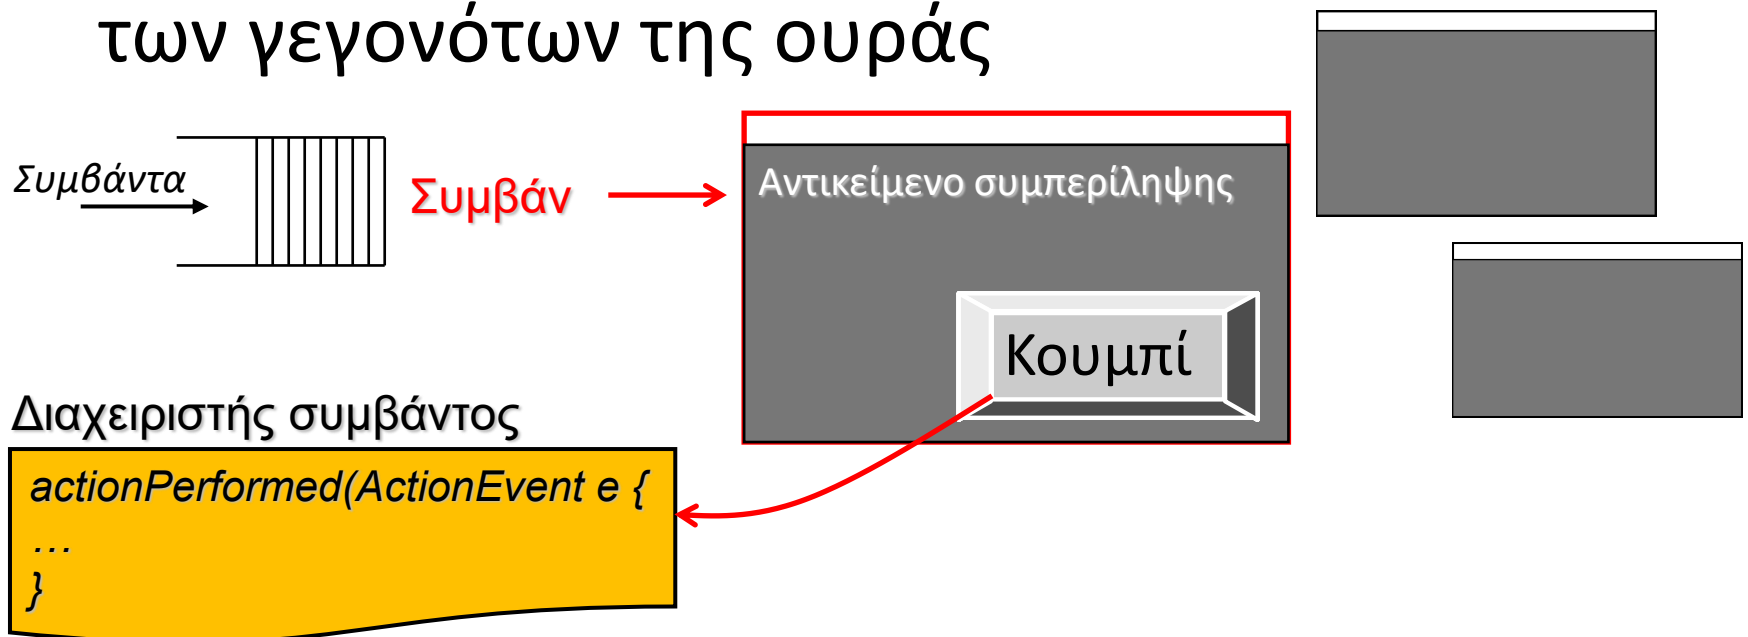 των γεγονότων της ουράς
Συμβάντα
Συμβάν
Αντικείμενο συμπερίληψης
Κουμπί
Διαχειριστής συμβάντος
actionPerformed(ActionEvent e {
…
}